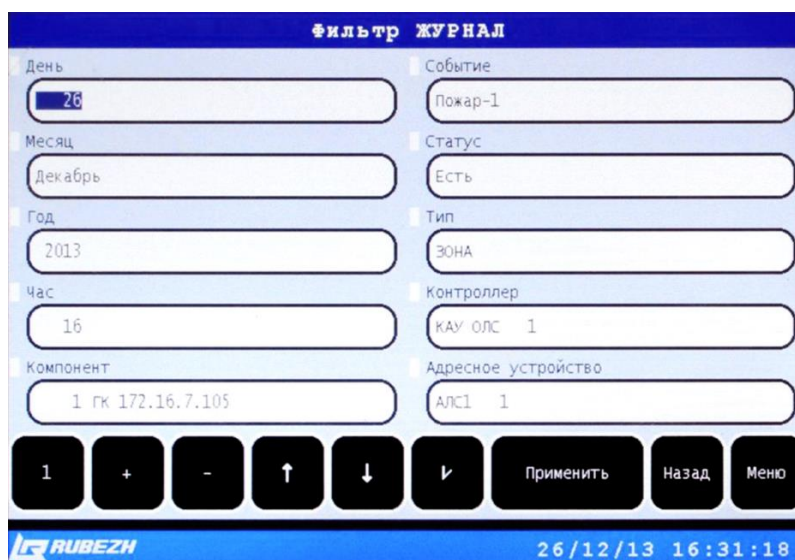 Фильтр ЖУРНАЛ
День
26
Месяц
Декабрь
Год
2013
Час
16
Компонент
1 ГК 172.16.7.105
Событие
Пожар-1
Статус
Есть
Тип
ЗОНА
Контроллер
КАУ ОЛС 1
Адресное устройство
АЛС1 1
1 + - ↑ ↓ Применить Назад Меню
RUBEZH
26/12/13 16:31:18